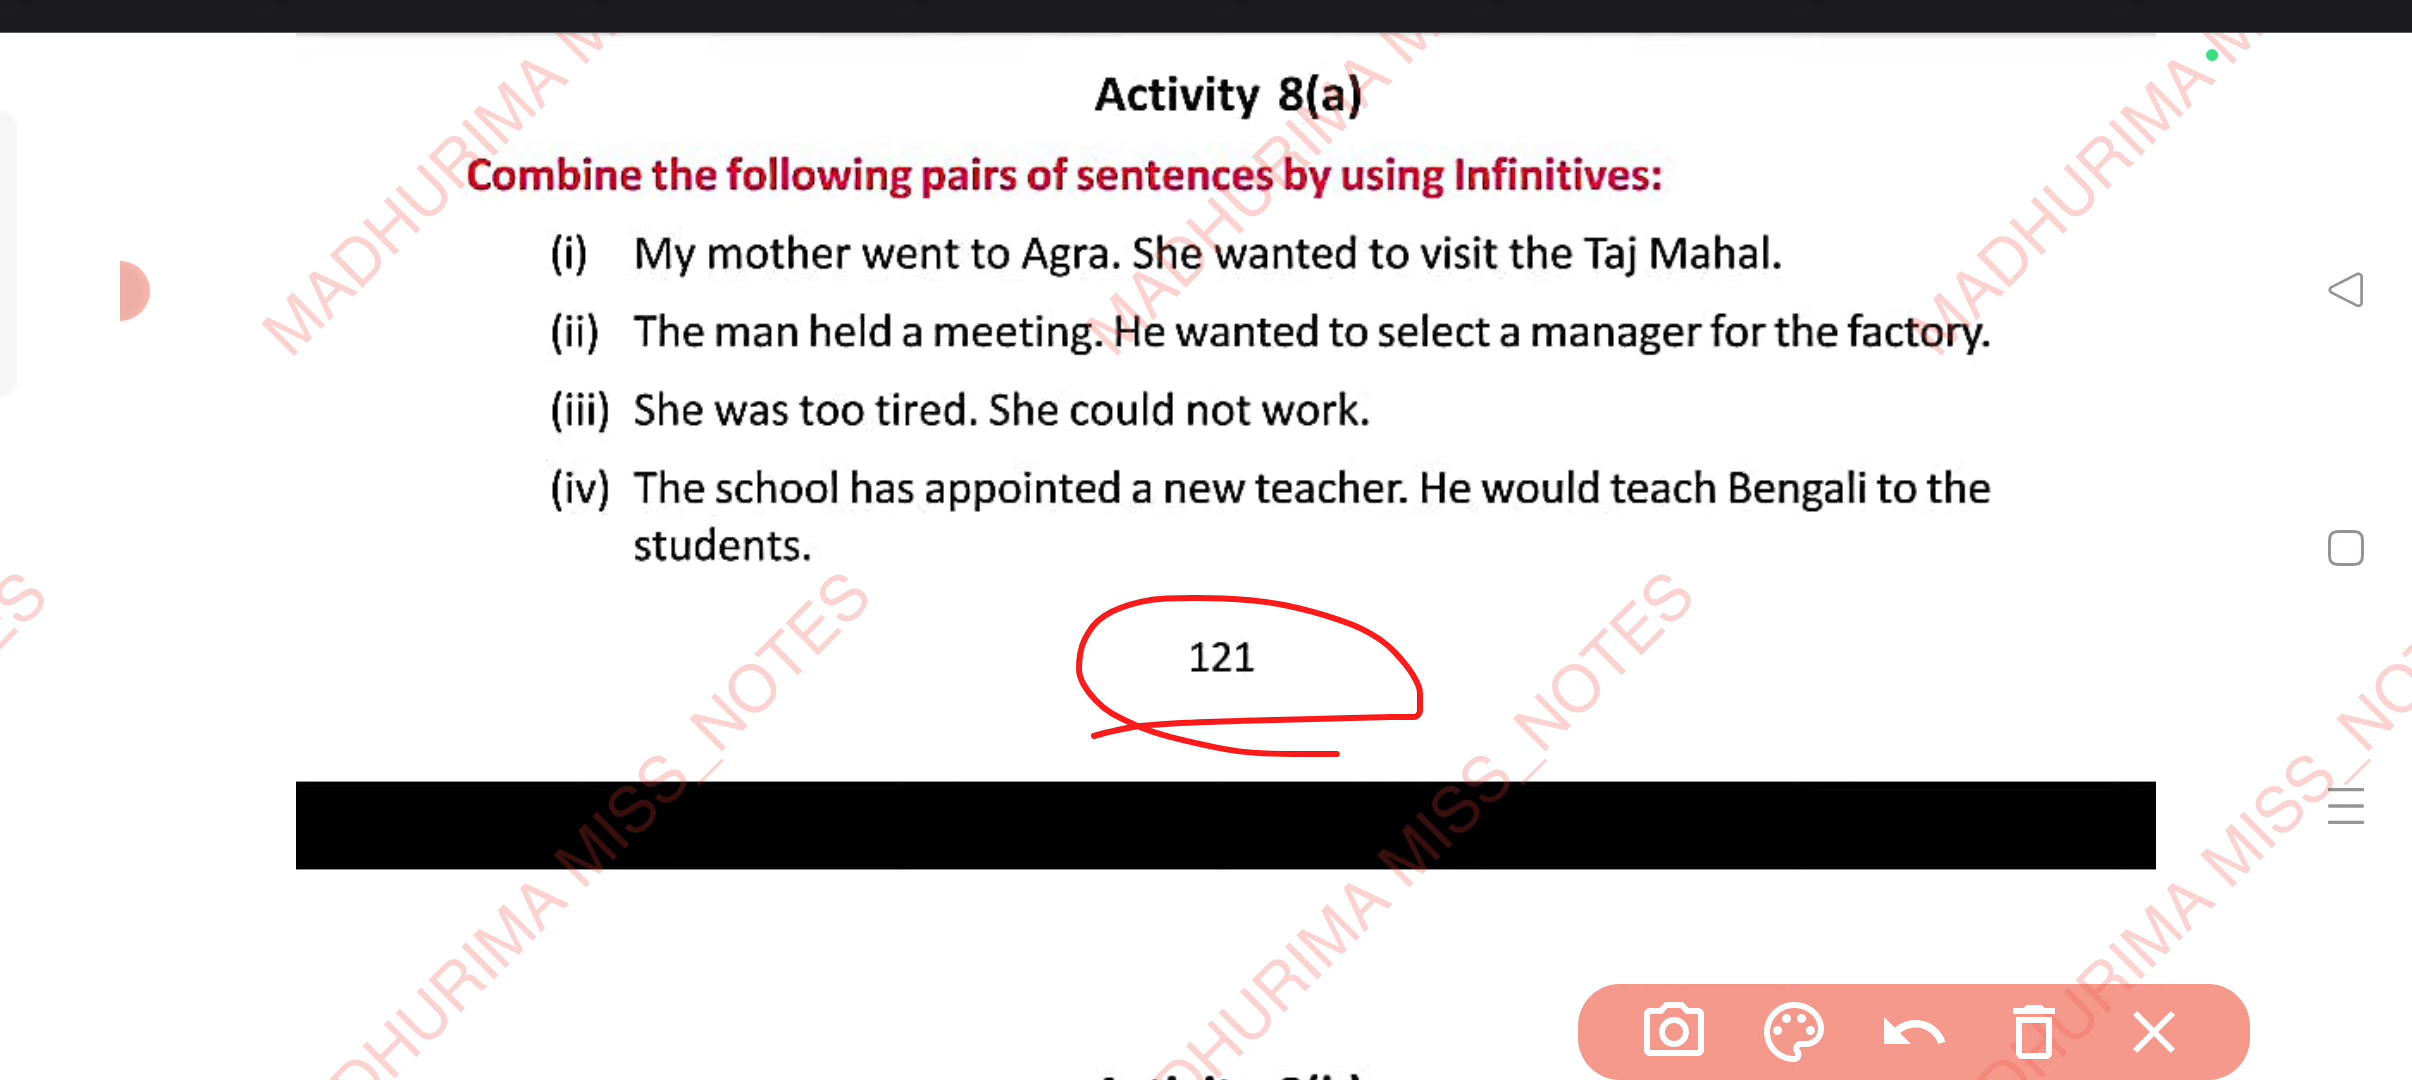 Activity 8(a)
Combine the following pairs of sentences by using Infinitives:
(i) My mother went to Agra. She wanted to visit the Taj Mahal.
(ii) The man held a meeting. He wanted to select a manager for the factory.
(iii) She was too tired. She could not work.
(iv) The school has appointed a new teacher. He would teach Bengali to the
students.
121
MADHURIMA MISS_NOTES
MADHURIMA MISS_NOTES
MADHURIMA MISS_NOTES